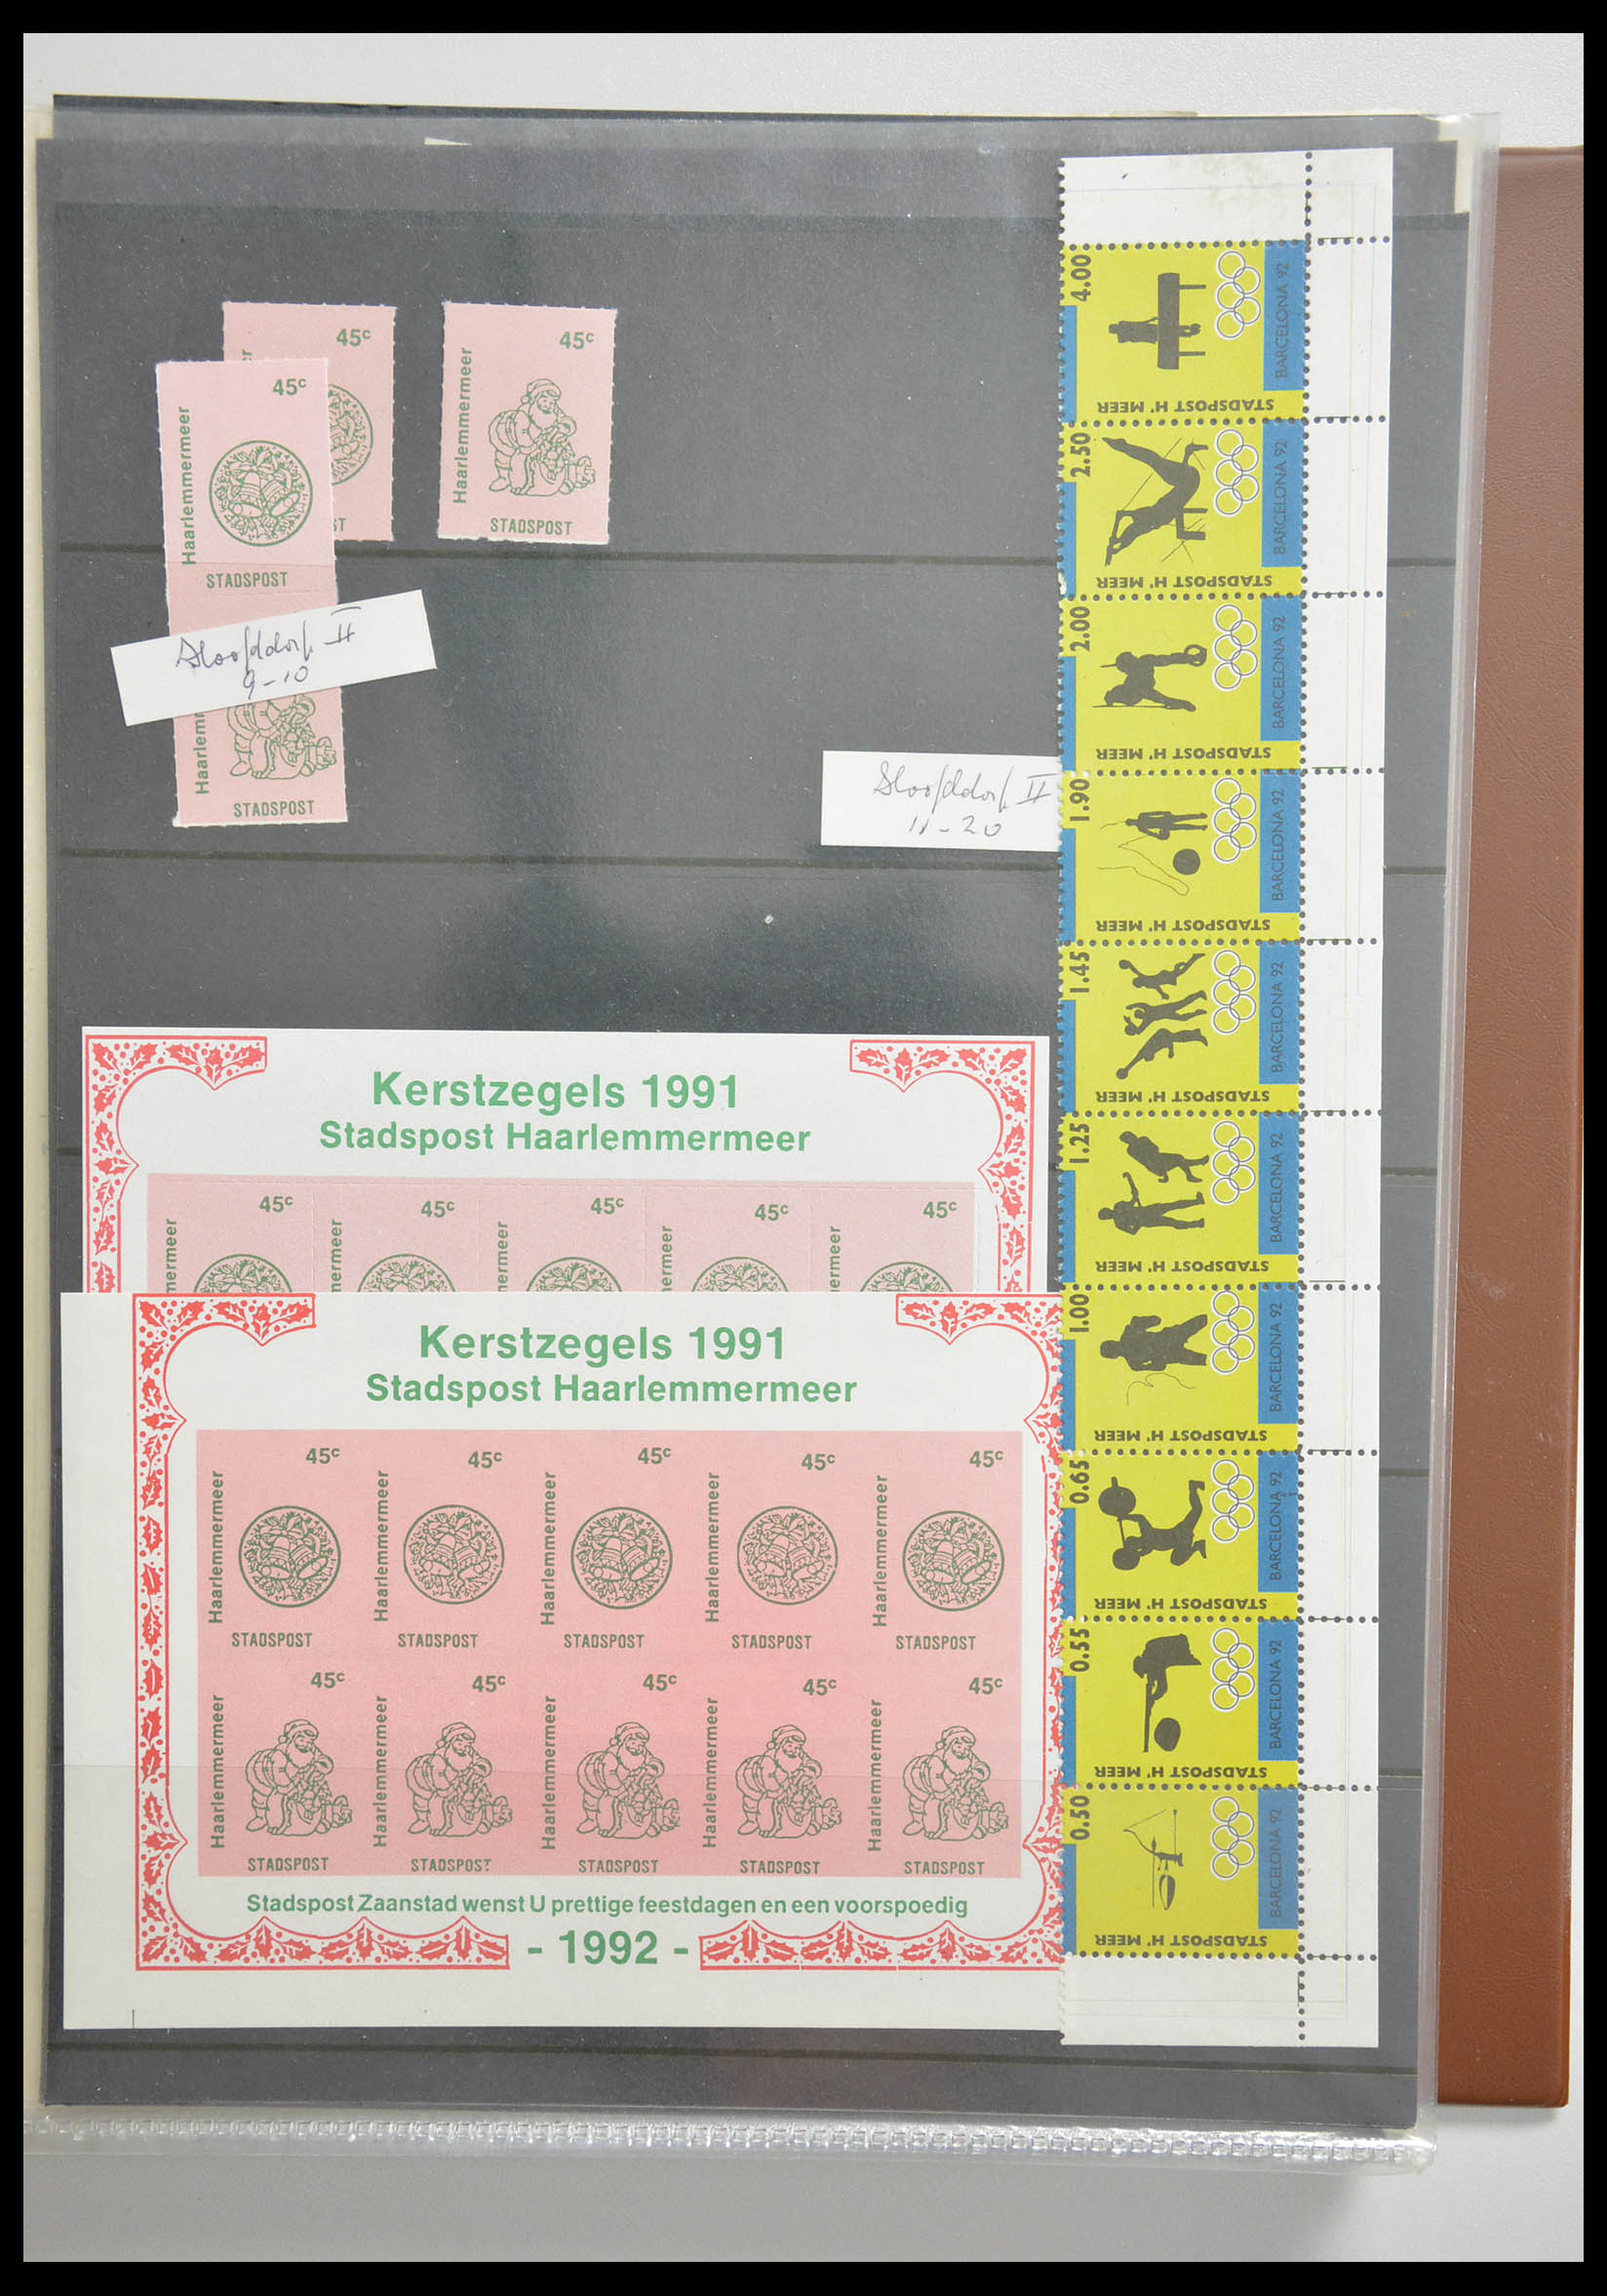 45c
45c
Haarlemmermeer
STADSPOST
45c
Haarlemmermeer
STADSPOST
Hoofddorp II
9-10
STADSPOST
Hoofddorp II
11-20
Kerstzegels 1991
Stadspost Haarlemmermeer
45c 45c 45c 45c 45c
Kerstzegels 1991
Stadspost Haarlemmermeer
45c 45c 45c 45c 45c
Haarlemmermeer Haarlemmermeer Haarlemmermeer Haarlemmermeer Haarlemmermeer
STADSPOST STADSPOST STADSPOST STADSPOST STADSPOST
45c 45c 45c 45c 45c
Haarlemmermeer Haarlemmermeer Haarlemmermeer Haarlemmermeer Haarlemmermeer
STADSPOST STADSPOST STADSPOST STADSPOST STADSPOST
Stadspost Zaanstad wenst U prettige feestdagen en een voorspoedig
- 1992 -
4.00
BARCELONA 92
STADSPOST H' MEER
2.50
BARCELONA 92
STADSPOST H' MEER
2.00
BARCELONA 92
STADSPOST H' MEER
1.90
BARCELONA 92
STADSPOST H' MEER
1.45
BARCELONA 92
STADSPOST H' MEER
1.25
BARCELONA 92
STADSPOST H' MEER
1.00
BARCELONA 92
STADSPOST H' MEER
0.65
BARCELONA 92
STADSPOST H' MEER
0.55
BARCELONA 92
STADSPOST H' MEER
0.50
BARCELONA 92
STADSPOST H' MEER